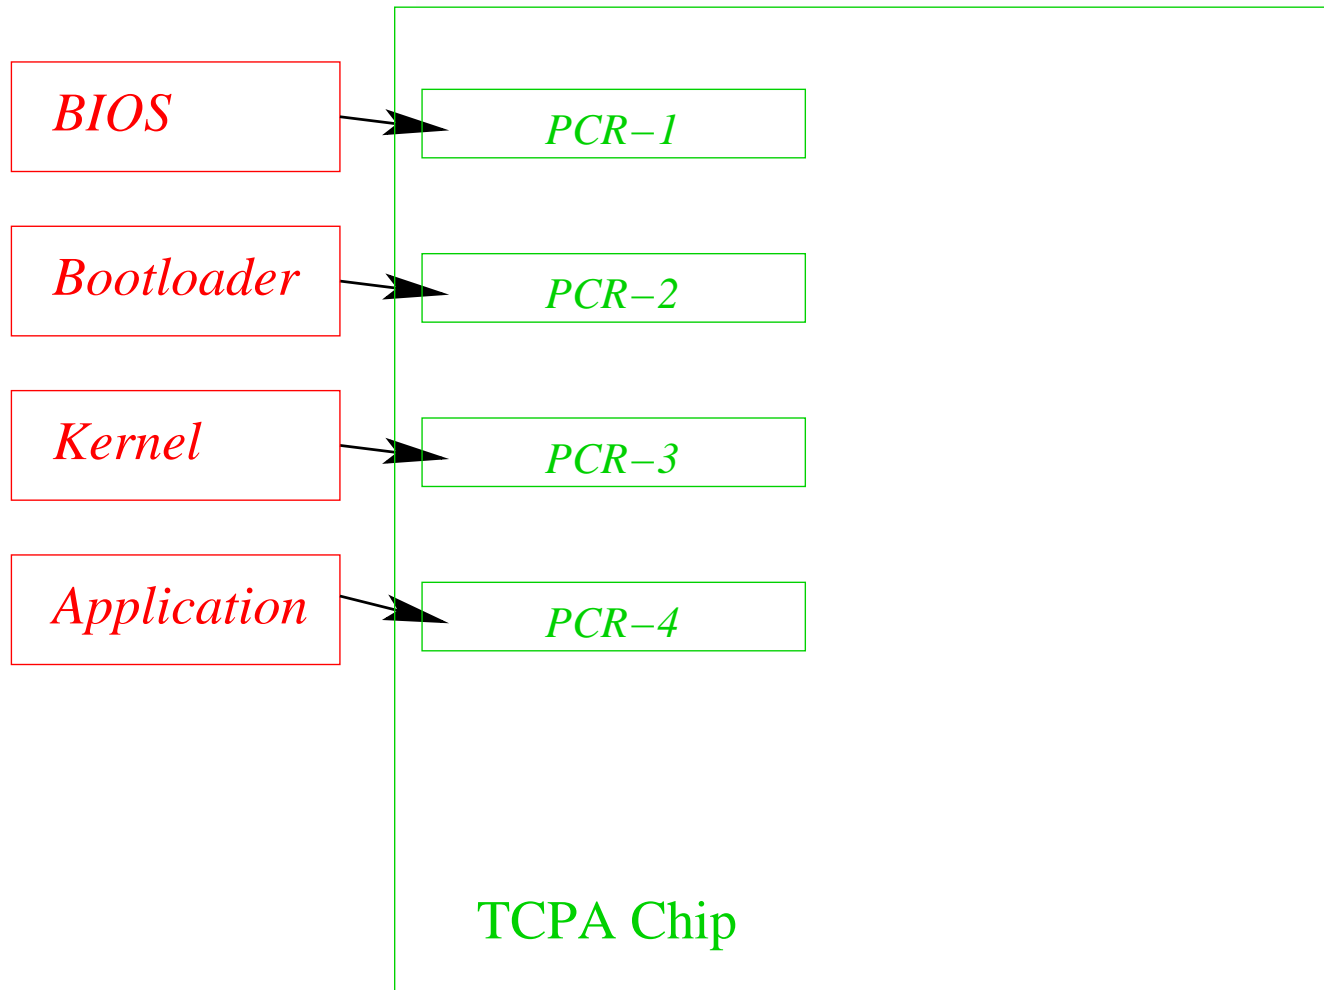 BIOS
PCR–1
Bootloader
PCR–2
Kernel
PCR–3
Application
PCR–4
TCPA Chip